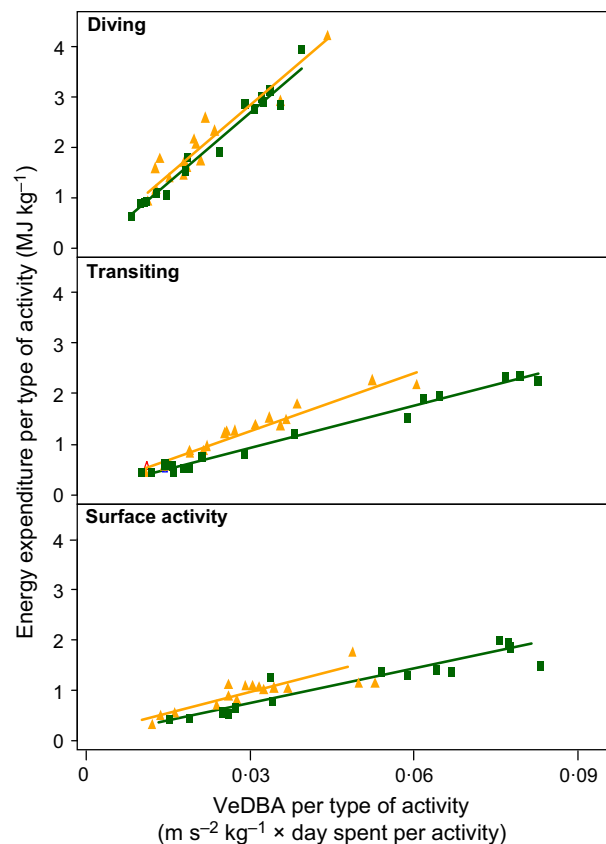 Diving
4
3
2
1
0
Transiting
4
3
2
1
0
Surface activity
4
3
2
1
0
Energy expenditure per type of activity (MJ kg⁻¹)
0 0·03 0·06 0·09
VeDBA per type of activity
(m s⁻² kg⁻¹ × day spent per activity)